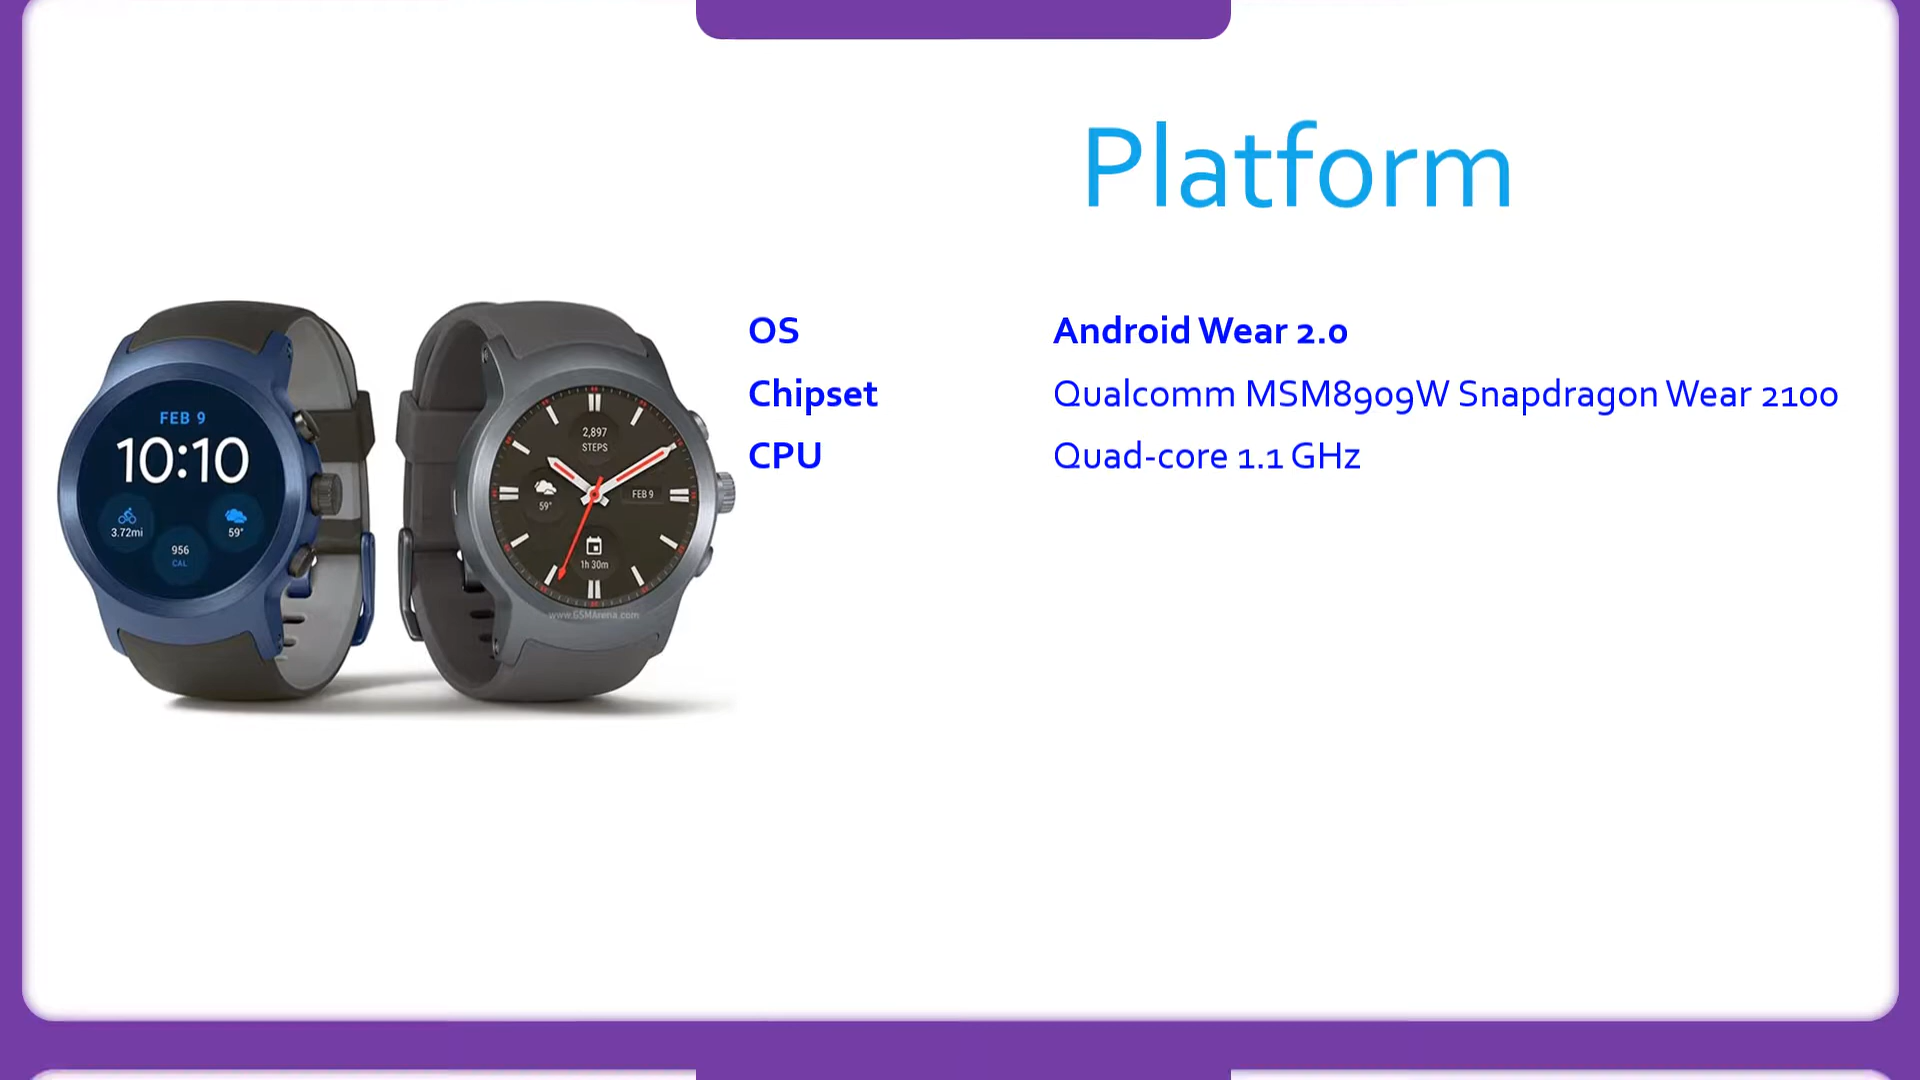 Platform
OS Android Wear 2.0
Chipset Qualcomm MSM8909W Snapdragon Wear 2100
CPU Quad-core 1.1 GHz
FEB 9
10:10
3.72mi
59°
956
CAL
2,897
STEPS
59°
FEB 9
1h 30m
www.GSMArena.com